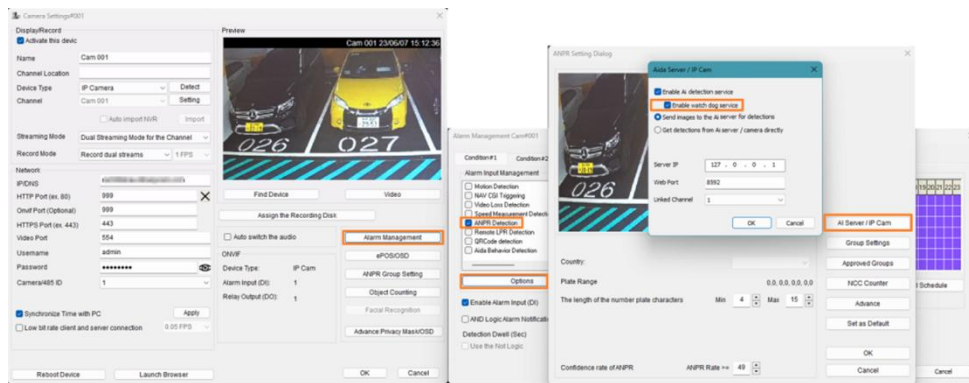 Camera Settings#001
Display/Record
Activate this devic
Name Cam 001
Channel Location
Device Type IP Camera Detect
Channel Cam 001 Setting
Auto import NVR Import
Streaming Mode Dual Streaming Mode for the Channel
Record Mode Record dual streams 1 FPS
Network
IP/DNS
HTTP Port (ex. 80) 999
Onvif Port (Optional) 999
HTTPS Port (ex. 443) 443
Video Port 554
Username admin
Password
Camera/485 ID 1
Synchronize Time with PC Apply
Low bit rate client and server connection 0.05 FPS
Reboot Device Launch Browser
Preview
Cam 001 23/06/07 15:12:36
026 027
Find Device Video
Assign the Recording Disk
Auto switch the audio Alarm Management
ONVIF ePOS/OSD
Device Type: IP Cam ANPR Group Setting
Alarm Input (DI): 1
Relay Output (DO): 1 Object Counting
Facial Recognition
Advance Privacy Mask/OSD
OK Cancel
Alarm Management Cam#001
Condition#1 Condition#2
Alarm Input Management
Motion Detection
NAV CGI Triggering
Video Loss Detection
Speed Measurement Detecti
ANPR Detection
Remote LPR Detection
QRCode detection
Aida Behavior Detection
Options
Enable Alarm Input (DI)
AND Logic Alarm Notificati
Detection Dwell (Sec)
Use the Not Logic
ANPR Setting Dialog
026
Aida Server / IP Cam
Enable Ai detection service
Enable watch dog service
Send images to the Ai server for detections
Get detections from Ai server / camera directly
Server IP 127 . 0 . 0 . 1
Web Port 8592
Linked Channel 1
OK Cancel
Country:
Plate Range 0,0, 0,0, 0,0, 0,0
The length of the number plate characters Min 4 Max 15
Confidence rate of ANPR ANPR Rate >= 49
AI Server / IP Cam
Group Settings
Approved Groups
NCC Counter
Advance
Set as Default
OK
Cancel
19 20 21 22 23
Schedule
Cancel